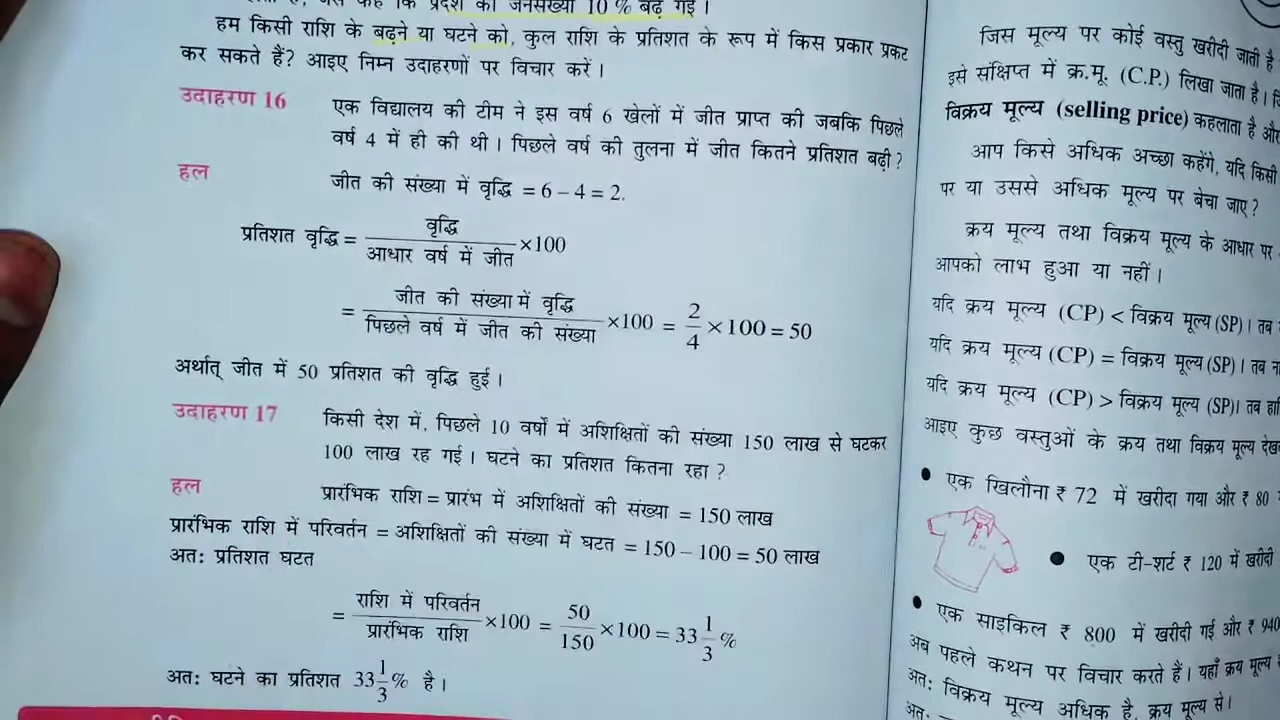 कि प्रदेश की जनसंख्या 10 % बढ़ गई।
हम किसी राशि के बढ़ने या घटने को, कुल राशि के प्रतिशत के रूप में किस प्रकार प्रकट
कर सकते हैं? आइए निम्न उदाहरणों पर विचार करें।
उदाहरण 16 एक विद्यालय की टीम ने इस वर्ष 6 खेलों में जीत प्राप्त की जबकि पिछले
वर्ष 4 में ही की थी। पिछले वर्ष की तुलना में जीत कितने प्रतिशत बढ़ी?
हल जीत की संख्या में वृद्धि = 6 – 4 = 2.
प्रतिशत वृद्धि = वृद्धि / आधार वर्ष में जीत ×100
= जीत की संख्या में वृद्धि / पिछले वर्ष में जीत की संख्या ×100 = 2/4 ×100 = 50
अर्थात् जीत में 50 प्रतिशत की वृद्धि हुई।
उदाहरण 17 किसी देश में, पिछले 10 वर्षों में अशिक्षितों की संख्या 150 लाख से घटकर
100 लाख रह गई। घटने का प्रतिशत कितना रहा?
हल प्रारंभिक राशि = प्रारंभ में अशिक्षितों की संख्या = 150 लाख
प्रारंभिक राशि में परिवर्तन = अशिक्षितों की संख्या में घटत = 150 – 100 = 50 लाख
अत: प्रतिशत घटत
= राशि में परिवर्तन / प्रारंभिक राशि ×100 = 50/150 ×100 = 33 1/3 %
अत: घटने का प्रतिशत 33 1/3 % है।
जिस मूल्य पर कोई वस्तु खरीदी जाती है
इसे संक्षिप्त में क्र.मू. (C.P.) लिखा जाता है।
विक्रय मूल्य (selling price) कहलाता है और
आप किसे अधिक अच्छा कहेंगे, यदि किसी
पर या उससे अधिक मूल्य पर बेचा जाए?
क्रय मूल्य तथा विक्रय मूल्य के आधार पर
आपको लाभ हुआ या नहीं।
यदि क्रय मूल्य (CP) < विक्रय मूल्य (SP)। तब
यदि क्रय मूल्य (CP) = विक्रय मूल्य (SP)। तब
यदि क्रय मूल्य (CP) > विक्रय मूल्य (SP)। तब
आइए कुछ वस्तुओं के क्रय तथा विक्रय मूल्य
• एक खिलौना ₹ 72 में खरीदा गया और ₹ 80
• एक टी-शर्ट ₹ 120 में खरीदी
• एक साइकिल ₹ 800 में खरीदी गई और ₹ 940
अब पहले कथन पर विचार करते हैं। यहाँ क्रय मूल्य
अत: विक्रय मूल्य अधिक है, क्रय मूल्य से।
अत: